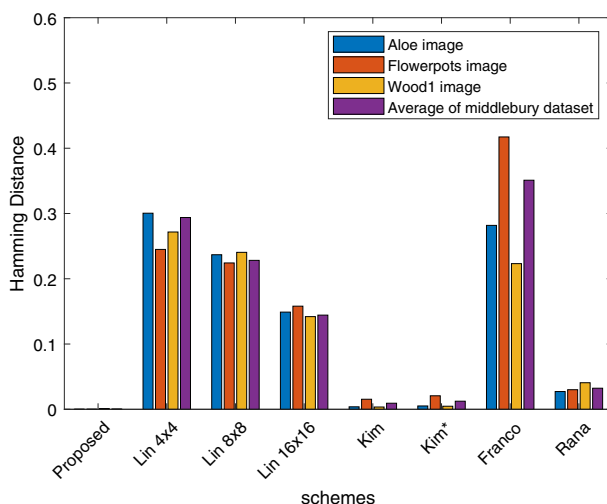 0.6
0.5
0.4
0.3
0.2
0.1
0
Hamming Distance
Aloe image
Flowerpots image
Wood1 image
Average of middlebury dataset
Proposed
Lin 4x4
Lin 8x8
Lin 16x16
Kim
Kim*
Franco
Rana
schemes